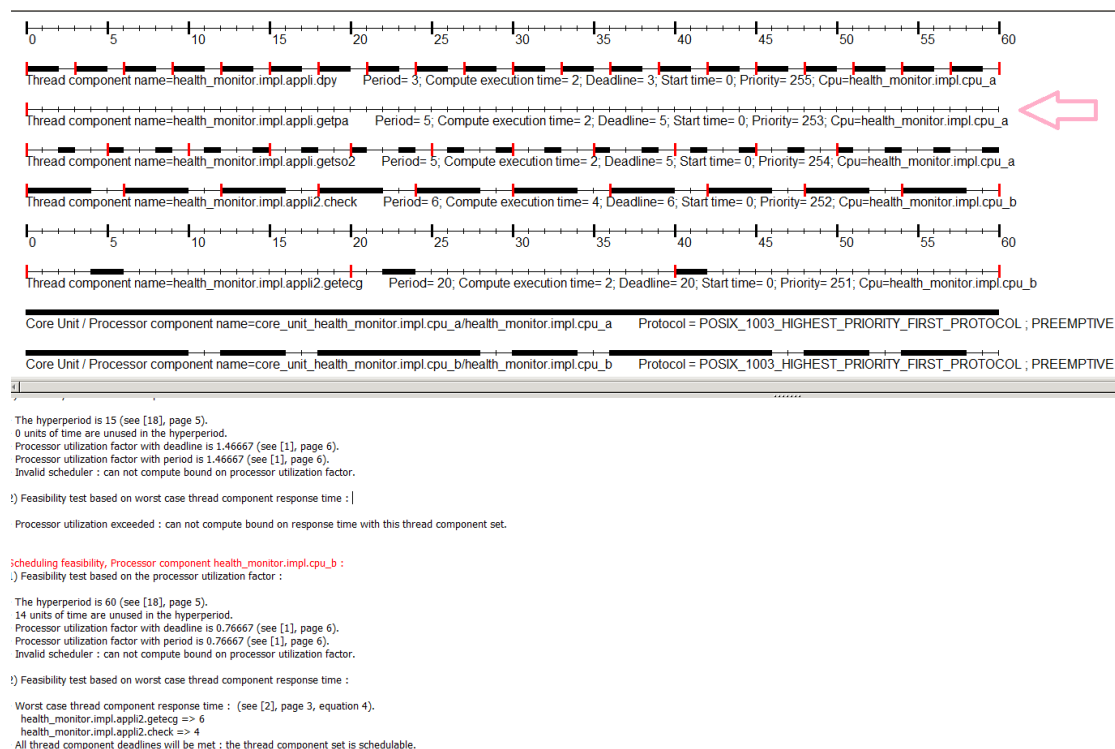 0 5 10 15 20 25 30 35 40 45 50 55 60
Thread component name=health_monitor.impl.appli.dpy Period= 3; Compute execution time= 2; Deadline= 3; Start time= 0; Priority= 255; Cpu=health_monitor.impl.cpu_a
Thread component name=health_monitor.impl.appli.getpa Period= 5; Compute execution time= 2; Deadline= 5; Start time= 0; Priority= 253; Cpu=health_monitor.impl.cpu_a
Thread component name=health_monitor.impl.appli.getso2 Period= 5; Compute execution time= 2; Deadline= 5; Start time= 0; Priority= 254; Cpu=health_monitor.impl.cpu_a
Thread component name=health_monitor.impl.appli2.check Period= 6; Compute execution time= 4; Deadline= 6; Start time= 0; Priority= 252; Cpu=health_monitor.impl.cpu_b
0 5 10 15 20 25 30 35 40 45 50 55 60
Thread component name=health_monitor.impl.appli2.getecg Period= 20; Compute execution time= 2; Deadline= 20; Start time= 0; Priority= 251; Cpu=health_monitor.impl.cpu_b
Core Unit / Processor component name=core_unit_health_monitor.impl.cpu_a/health_monitor.impl.cpu_a Protocol = POSIX_1003_HIGHEST_PRIORITY_FIRST_PROTOCOL ; PREEMPTIVE
Core Unit / Processor component name=core_unit_health_monitor.impl.cpu_b/health_monitor.impl.cpu_b Protocol = POSIX_1003_HIGHEST_PRIORITY_FIRST_PROTOCOL ; PREEMPTIVE
The hyperperiod is 15 (see [18], page 5).
0 units of time are unused in the hyperperiod.
Processor utilization factor with deadline is 1.46667 (see [1], page 6).
Processor utilization factor with period is 1.46667 (see [1], page 6).
Invalid scheduler : can not compute bound on processor utilization factor.
2) Feasibility test based on worst case thread component response time :
Processor utilization exceeded : can not compute bound on response time with this thread component set.
Scheduling feasibility, Processor component health_monitor.impl.cpu_b :
1) Feasibility test based on the processor utilization factor :
The hyperperiod is 60 (see [18], page 5).
14 units of time are unused in the hyperperiod.
Processor utilization factor with deadline is 0.76667 (see [1], page 6).
Processor utilization factor with period is 0.76667 (see [1], page 6).
Invalid scheduler : can not compute bound on processor utilization factor.
2) Feasibility test based on worst case thread component response time :
Worst case thread component response time : (see [2], page 3, equation 4).
health_monitor.impl.appli2.getecg => 6
health_monitor.impl.appli2.check => 4
All thread component deadlines will be met : the thread component set is schedulable.